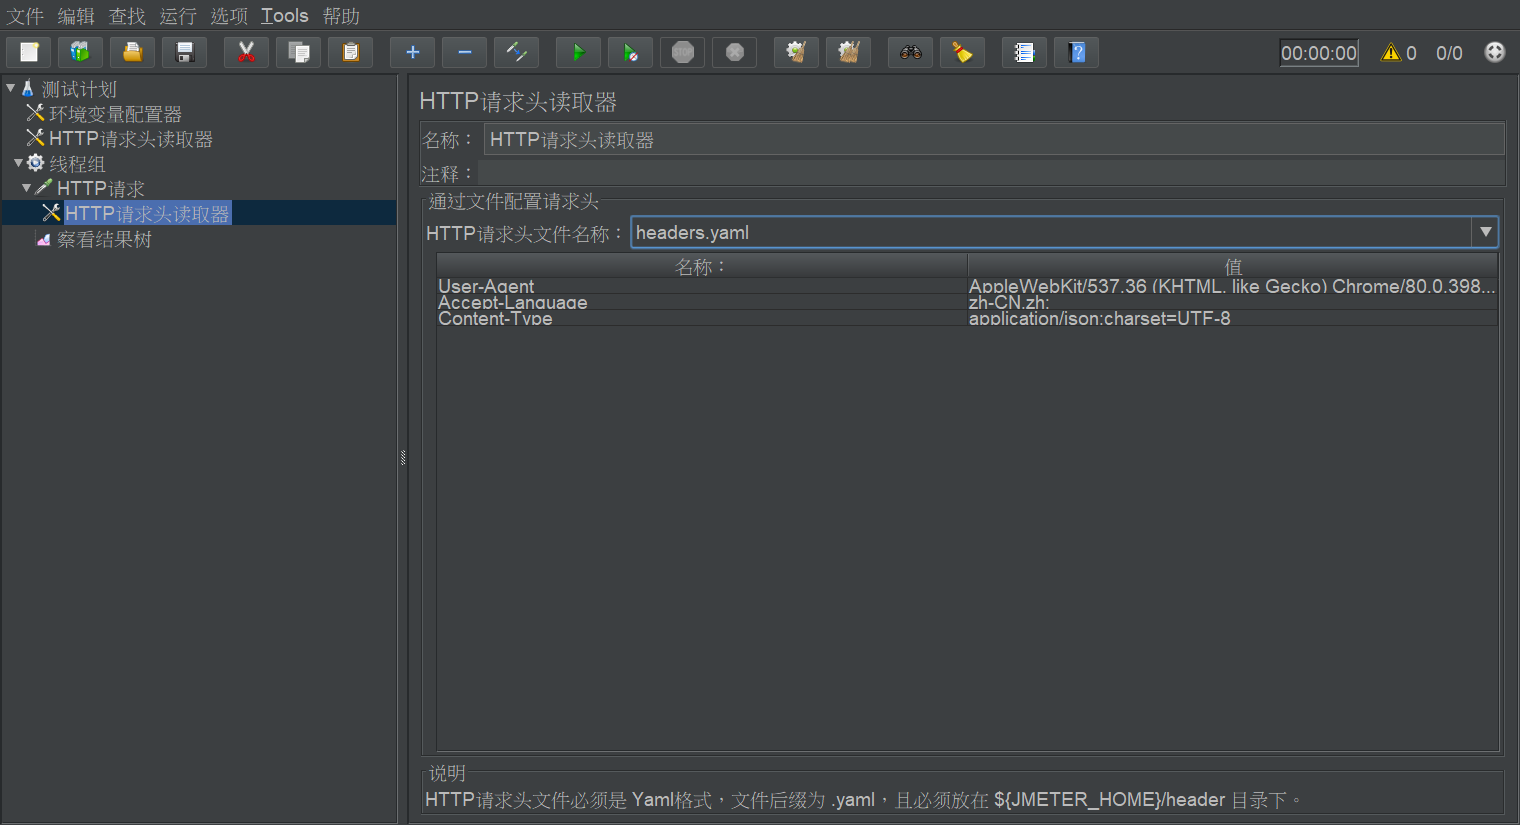 文件 编辑 查找 运行 选项 Tools 帮助
00:00:00 0 0/0
测试计划
环境变量配置器
HTTP请求头读取器
线程组
HTTP请求
HTTP请求头读取器
察看结果树
HTTP请求头读取器
名称： HTTP请求头读取器
注释：
通过文件配置请求头
HTTP请求头文件名称： headers.yaml
名称： 值
User-Agent AppleWebKit/537.36 (KHTML, like Gecko) Chrome/80.0.398...
Accept-Language zh-CN,zh;
Content-Type application/json;charset=UTF-8
说明
HTTP请求头文件必须是 Yaml格式，文件后缀为 .yaml，且必须放在 ${JMETER_HOME}/header 目录下。